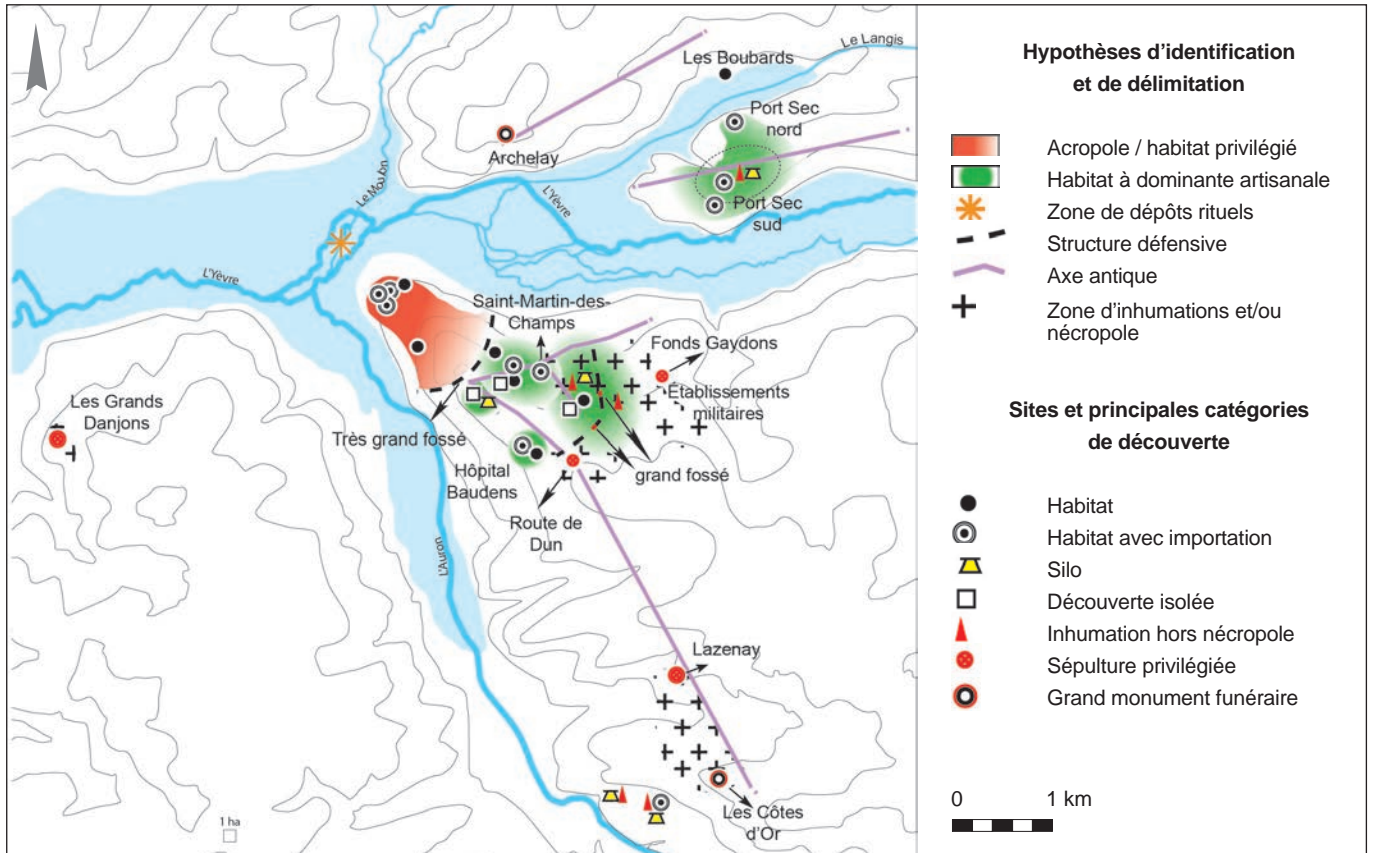 Les Boubards
Le Langis
Port Sec
nord
Archelay
Le Moulon
L'Yèvre
Port Sec
sud
L'Yèvre
Saint-Martin-des-
Champs
Fonds Gaydons
Établissements
militaires
Les Grands
Danjons
Très grand fossé
Hôpital
Baudens
grand fossé
Route de
Dun
L'Auron
Lazenay
Les Côtes
d'Or
1 ha
Hypothèses d'identification
et de délimitation
Acropole / habitat privilégié
Habitat à dominante artisanale
Zone de dépôts rituels
Structure défensive
Axe antique
Zone d'inhumations et/ou
nécropole
Sites et principales catégories
de découverte
Habitat
Habitat avec importation
Silo
Découverte isolée
Inhumation hors nécropole
Sépulture privilégiée
Grand monument funéraire
0 1 km